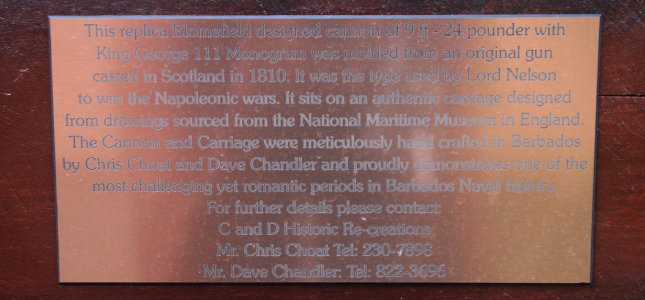 This replica Blomefield designed cannon of 9 ft - 24 pounder with
King George 111 Monogram was molded from an original gun
casted in Scotland in 1810. It was the type used by Lord Nelson
to win the Napoleonic wars. It sits on an authentic carriage designed
from drawings sourced from the National Maritime Museum in England.
The Cannon and Carriage were meticulously hand crafted in Barbados
by Chris Choat and Dave Chandler and proudly demonstrates one of the
most challenging yet romantic periods in Barbados Naval history.
For further details please contact:
C and D Historic Re-creations
Mr. Chris Choat Tel: 230-7898
Mr. Dave Chandler: Tel: 822-3696